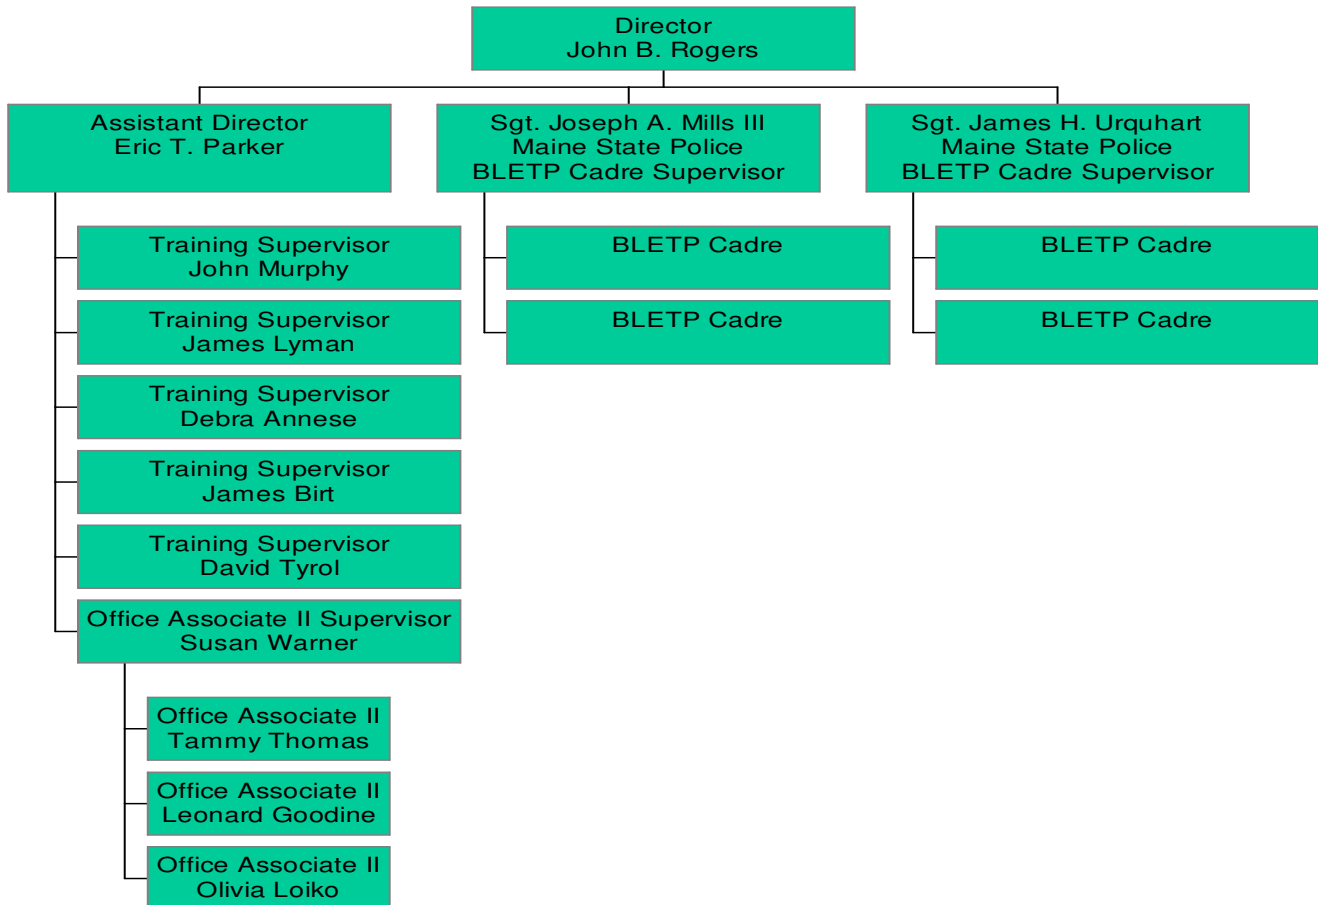 Director
John B. Rogers
Assistant Director
Eric T. Parker
Sgt. Joseph A. Mills III
Maine State Police
BLETP Cadre Supervisor
Sgt. James H. Urquhart
Maine State Police
BLETP Cadre Supervisor
Training Supervisor
John Murphy
BLETP Cadre
BLETP Cadre
Training Supervisor
James Lyman
BLETP Cadre
BLETP Cadre
Training Supervisor
Debra Annese
Training Supervisor
James Birt
Training Supervisor
David Tyrol
Office Associate II Supervisor
Susan Warner
Office Associate II
Tammy Thomas
Office Associate II
Leonard Goodine
Office Associate II
Olivia Loiko